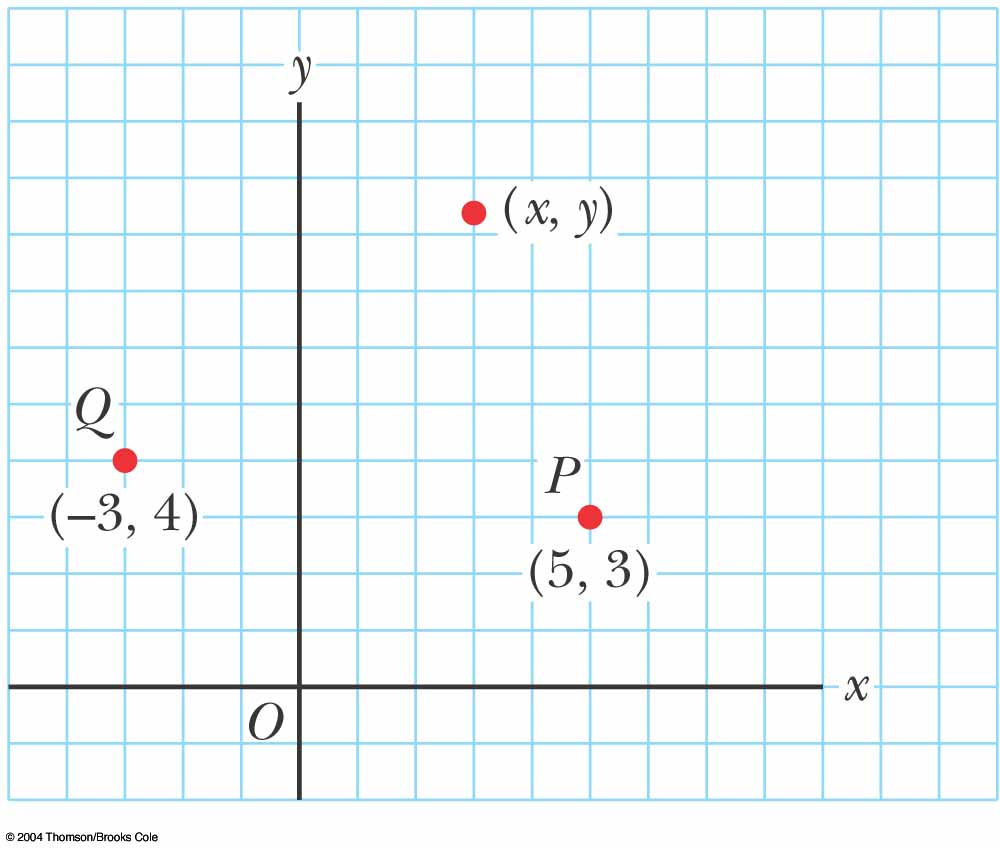 y
(x, y)
Q
(–3, 4)
P
(5, 3)
x
O
© 2004 Thomson/Brooks Cole